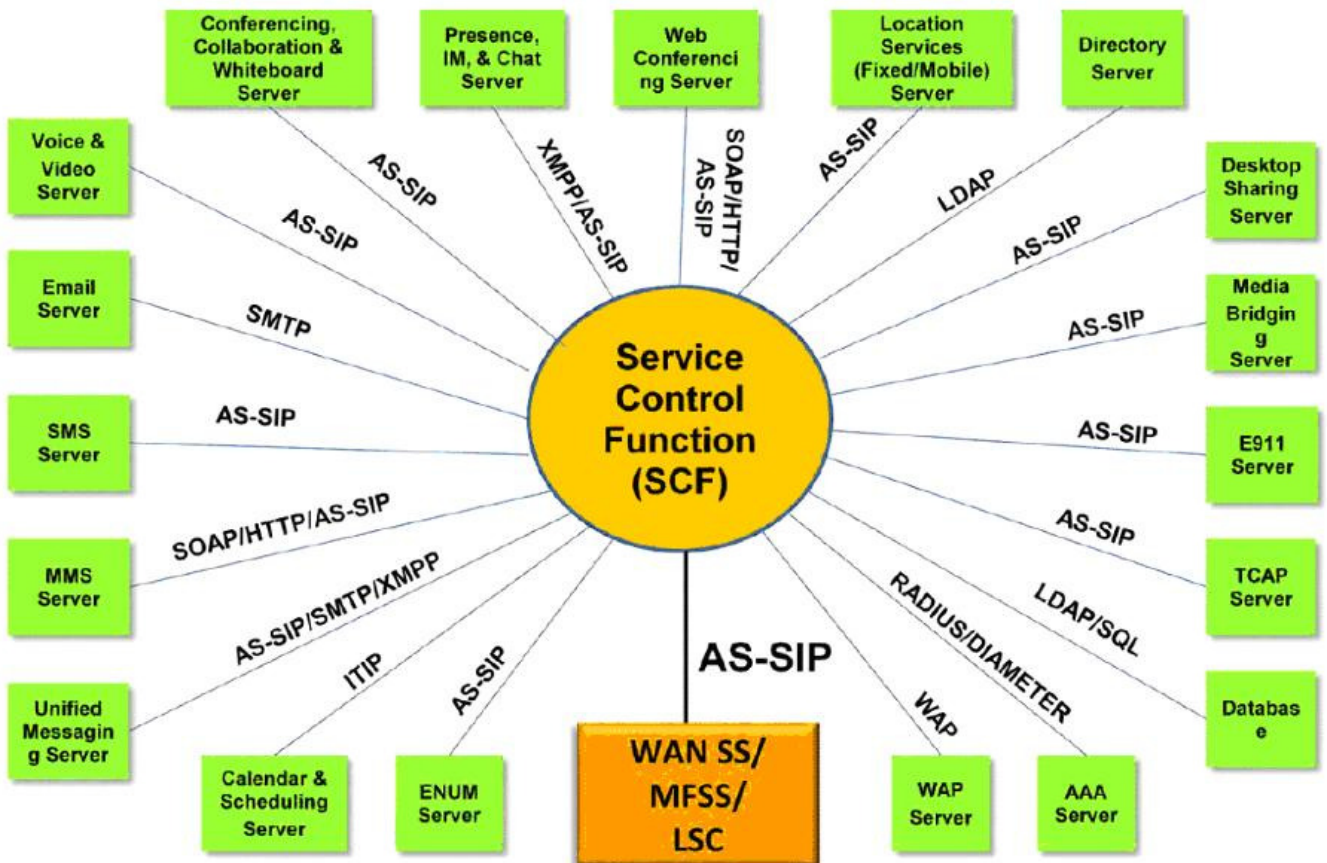 Conferencing,
Collaboration &
Whiteboard
Server
Presence,
IM, & Chat
Server
Web
Conferenci
ng Server
Location
Services
(Fixed/Mobile)
Server
Directory
Server
Voice &
Video
Server
Email
Server
SMS
Server
MMS
Server
Unified
Messagin
g Server
Calendar &
Scheduling
Server
ENUM
Server
WAN SS/
MFSS/
LSC
WAP
Server
AAA
Server
Databas
e
TCAP
Server
E911
Server
Media
Bridgin
g
Server
Desktop
Sharing
Server
Service
Control
Function
(SCF)
AS-SIP
AS-SIP
XMPP/AS-SIP
SOAP/HTTP/
AS-SIP
AS-SIP
LDAP
AS-SIP
AS-SIP
AS-SIP
AS-SIP
LDAP/SQL
RADIUS/DIAMETER
WAP
AS-SIP
AS-SIP
ITIP
AS-SIP/SMTP/XMPP
SOAP/HTTP/AS-SIP
AS-SIP
SMTP